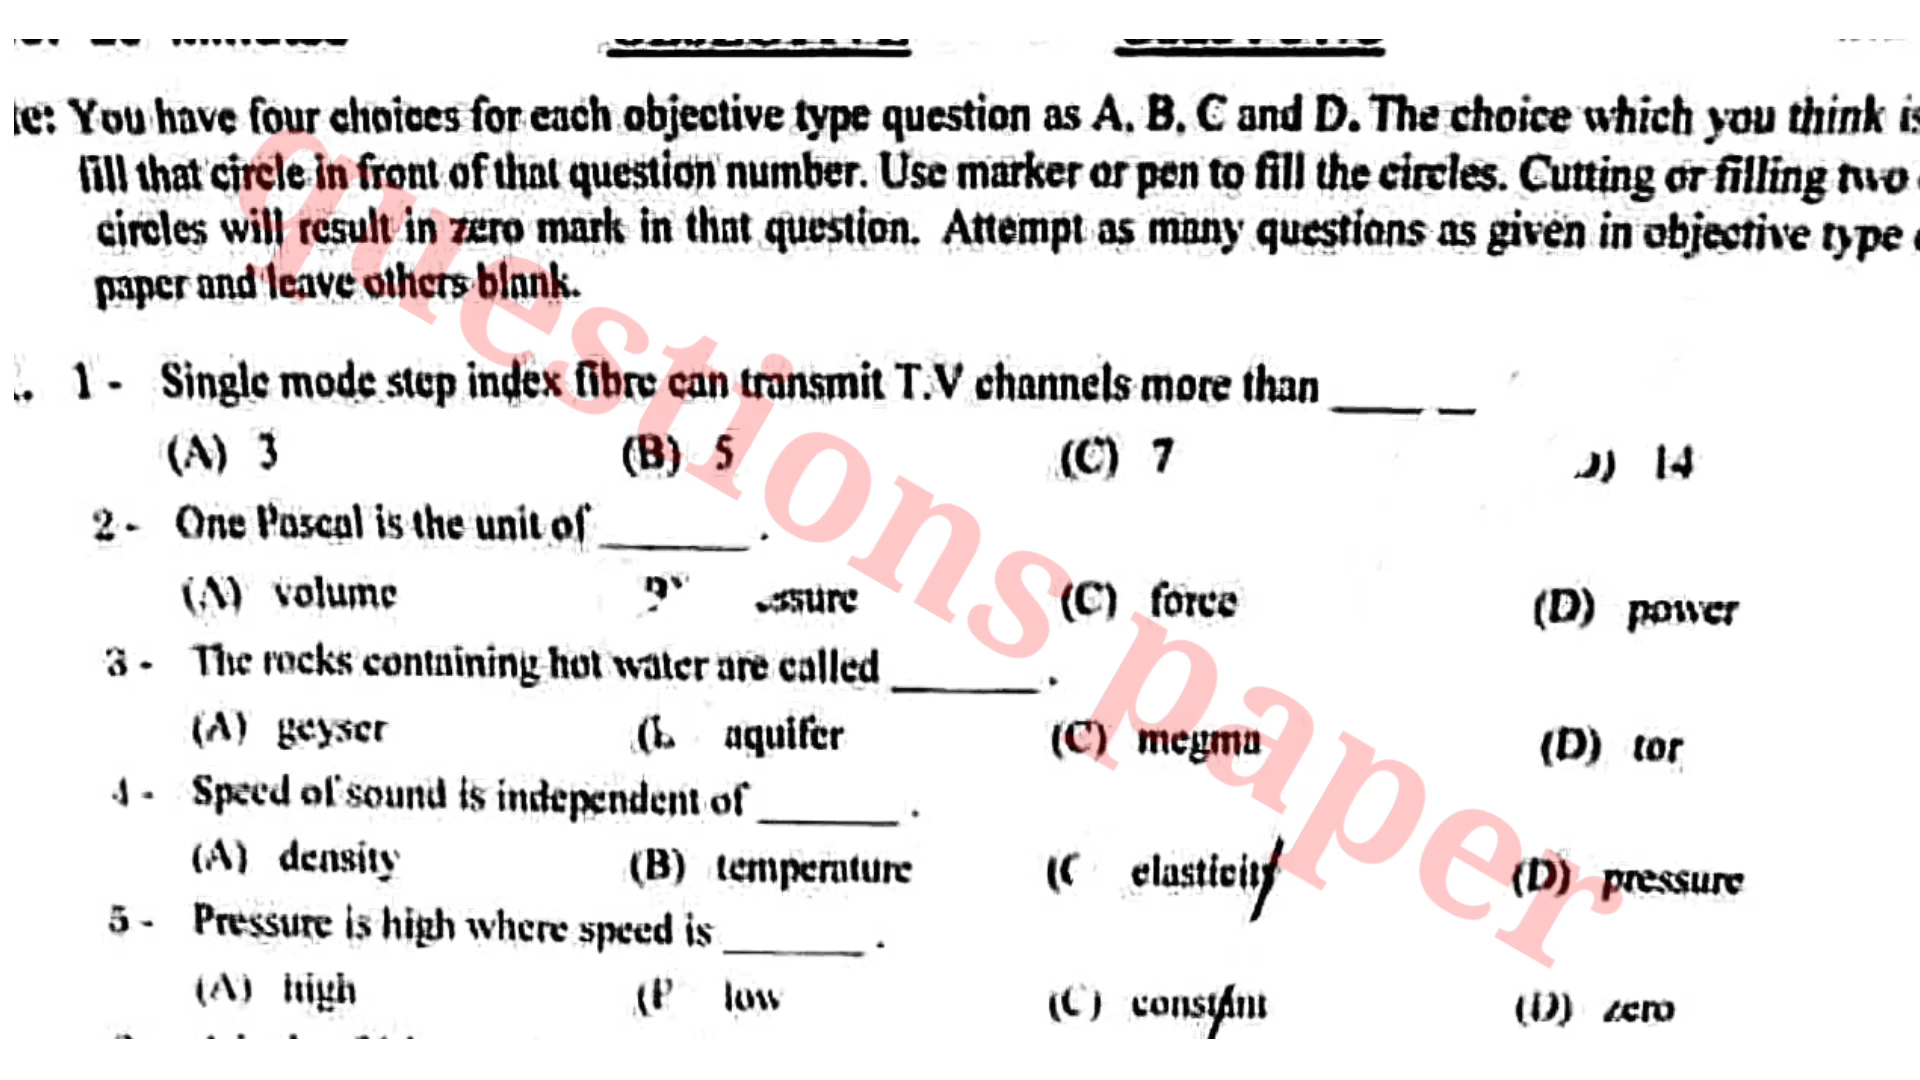 You have four choices for each objective type question as A, B, C and D. The choice which you think is
fill that circle in front of that question number. Use marker or pen to fill the circles. Cutting or filling two
circles will result in zero mark in that question. Attempt as many questions as given in objective type
paper and leave others blank.
1 - Single mode step index fibre can transmit T.V channels more than ____ __
(A) 3 (B) 5 (C) 7 14
2 - One Pascal is the unit of ______ .
(A) volume (C) force (D) power
3 - The rocks containing hot water are called ______ .
(A) geyser aquifer (C) megma (D) tor
4 - Speed of sound is independent of ______ .
(A) density (B) temperature elasticity (D) pressure
5 - Pressure is high where speed is ______ .
(A) high low (C) constant (D) zero
questions paper